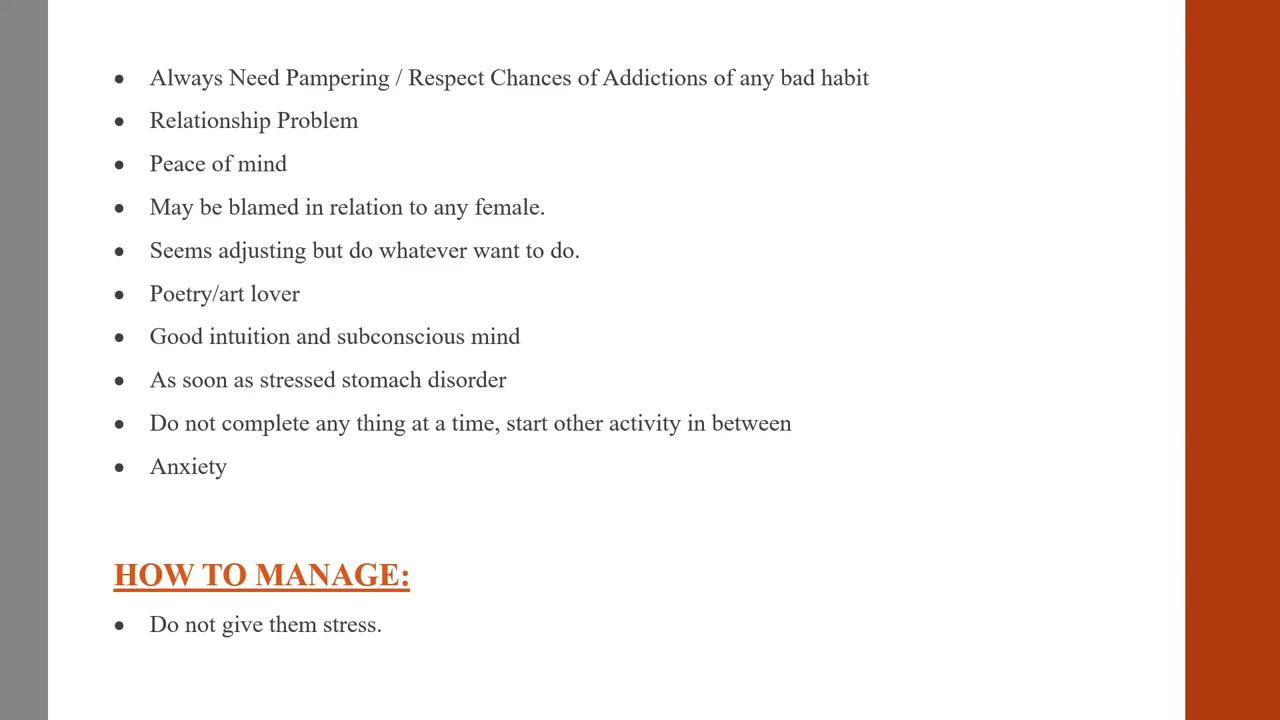 • Always Need Pampering / Respect Chances of Addictions of any bad habit
• Relationship Problem
• Peace of mind
• May be blamed in relation to any female.
• Seems adjusting but do whatever want to do.
• Poetry/art lover
• Good intuition and subconscious mind
• As soon as stressed stomach disorder
• Do not complete any thing at a time, start other activity in between
• Anxiety
HOW TO MANAGE:
• Do not give them stress.